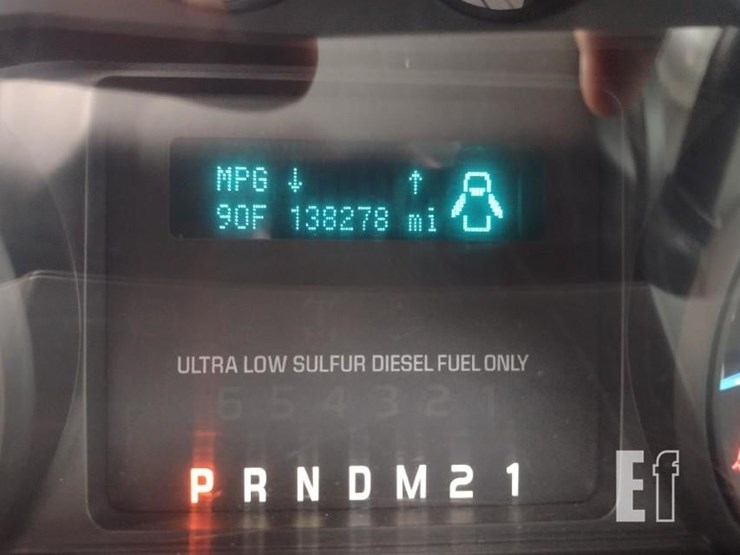 MPG ↓ ↑
90F 138278 mi
ULTRA LOW SULFUR DIESEL FUEL ONLY
6 5 4 3 2 1
P R N D M 2 1
Ef